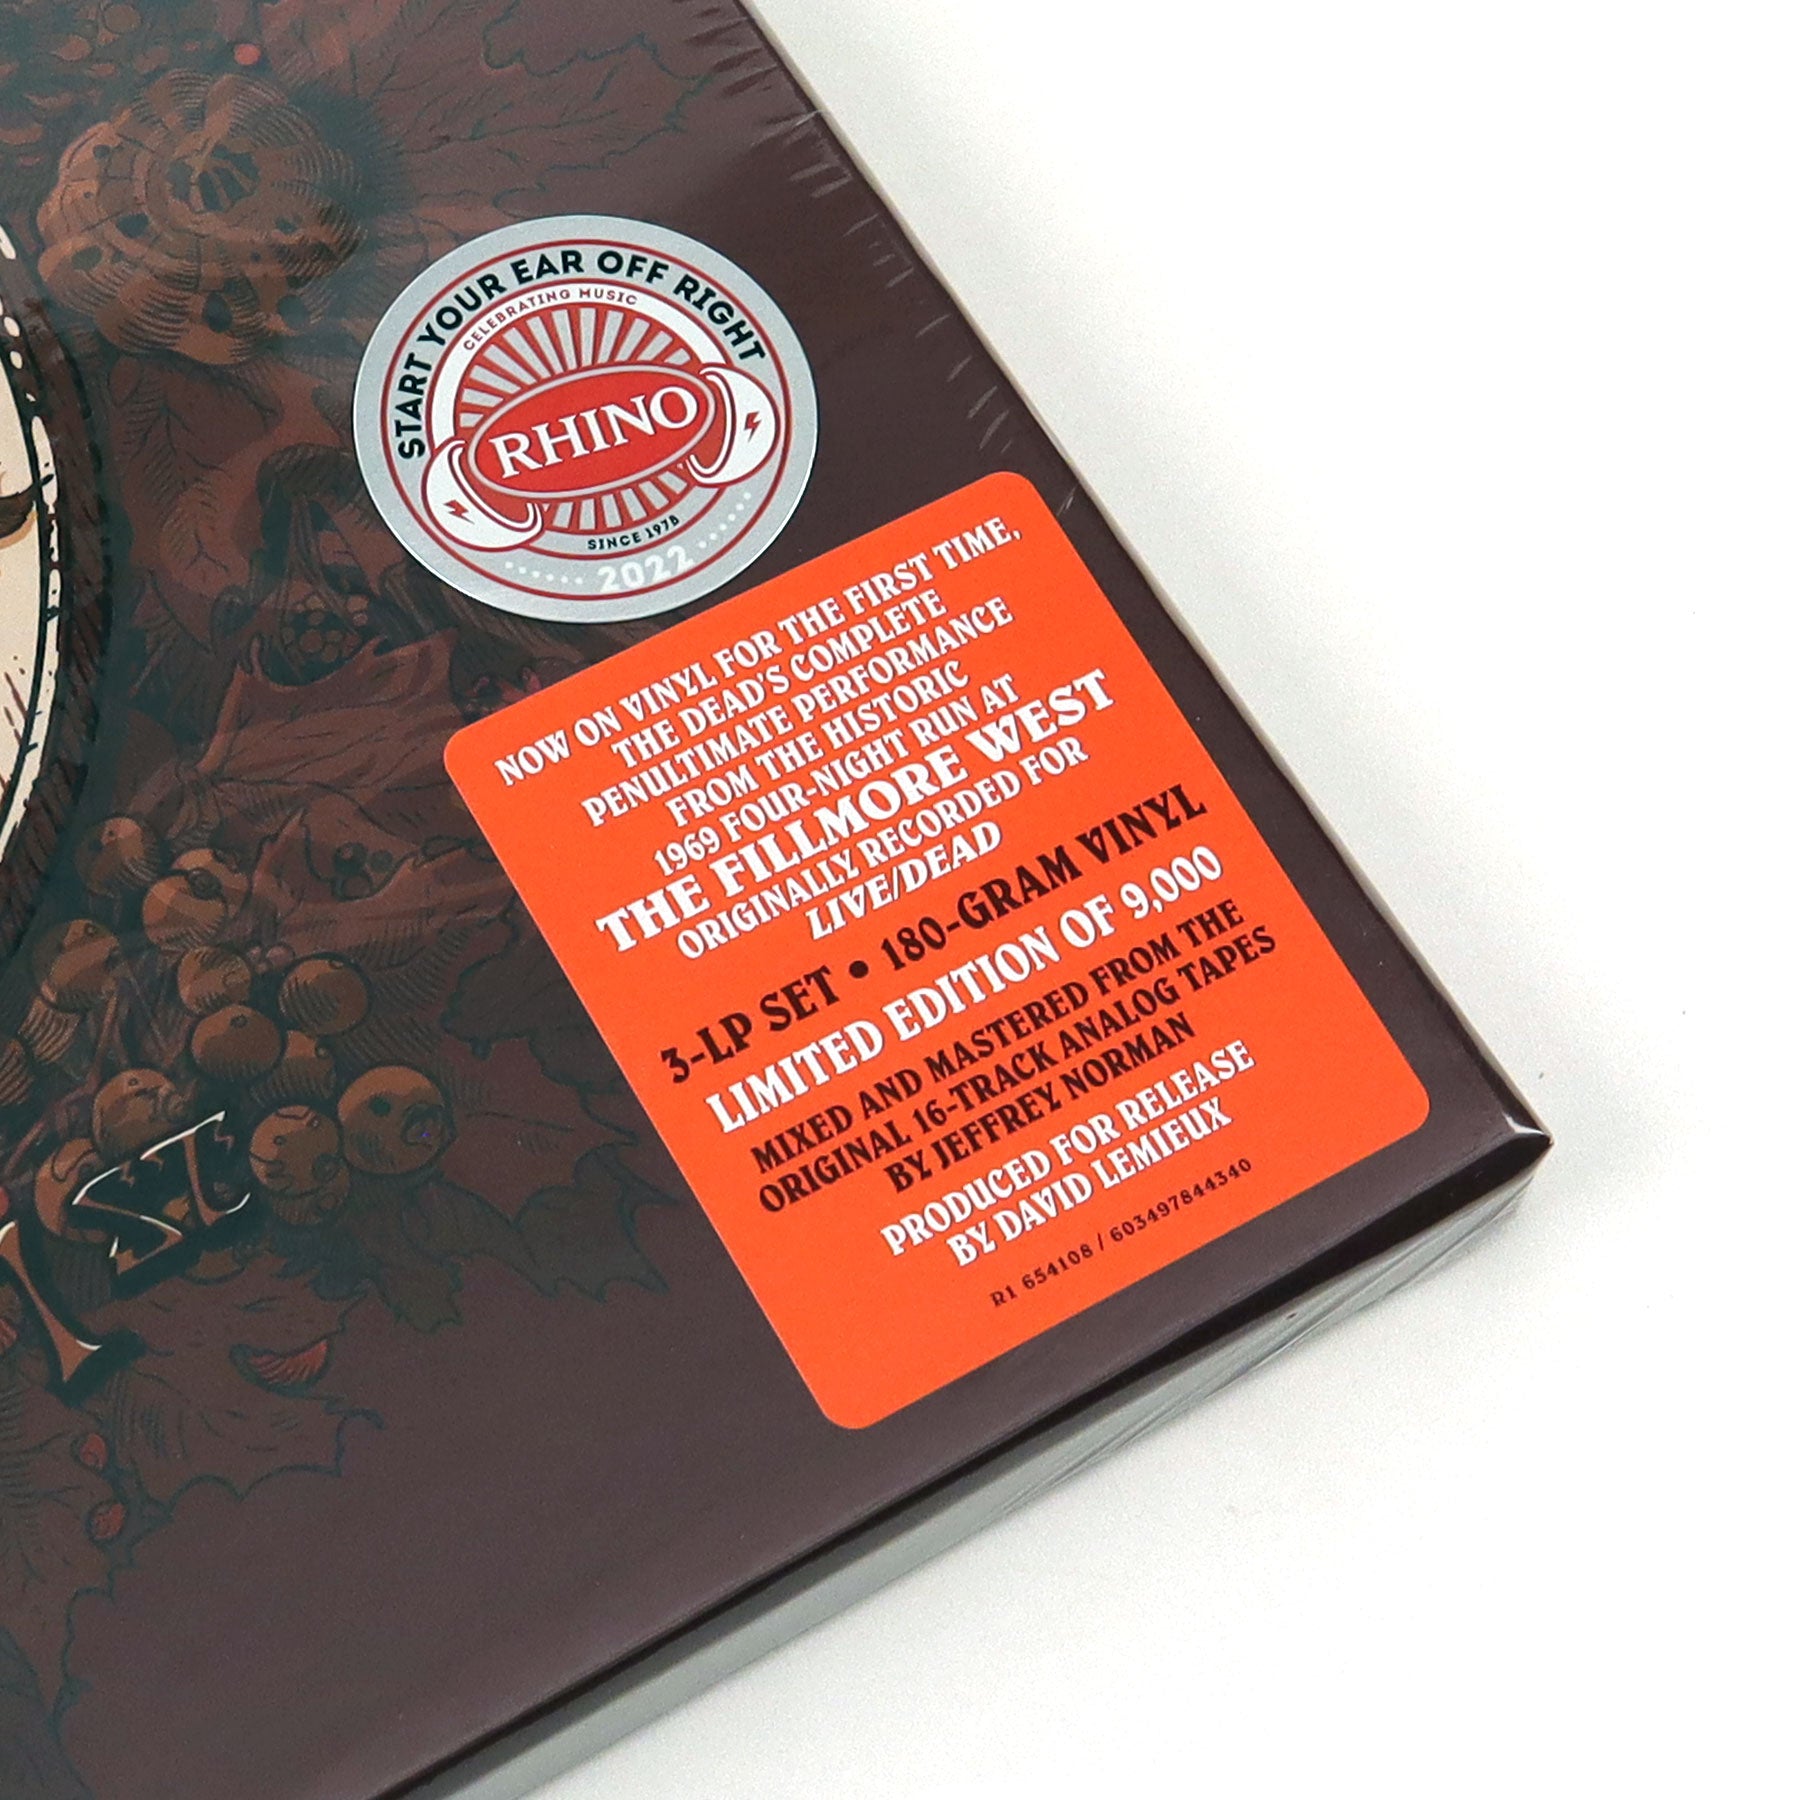 START YOUR EAR OFF RIGHT
CELEBRATING MUSIC
RHINO
SINCE 1978
2022
NOW ON VINYL FOR THE FIRST TIME,
THE DEAD'S COMPLETE
PENULTIMATE PERFORMANCE
FROM THE HISTORIC
1969 FOUR-NIGHT RUN AT
THE FILLMORE WEST
ORIGINALLY RECORDED FOR
LIVE/DEAD
3-LP SET • 180-GRAM VINYL
LIMITED EDITION OF 9,000
MIXED AND MASTERED FROM THE
ORIGINAL 16-TRACK ANALOG TAPES
BY JEFFREY NORMAN
PRODUCED FOR RELEASE
BY DAVID LEMIEUX
R1 654108 / 603497844340